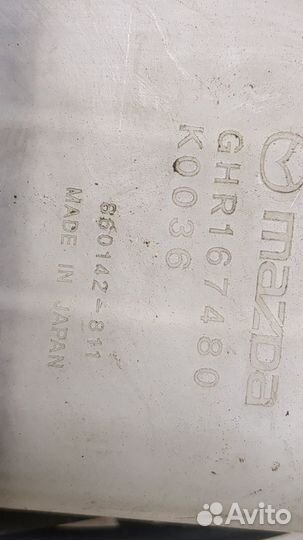 mazda
GHR167480
K0036
860142-811
MADE IN JAPAN
Avito